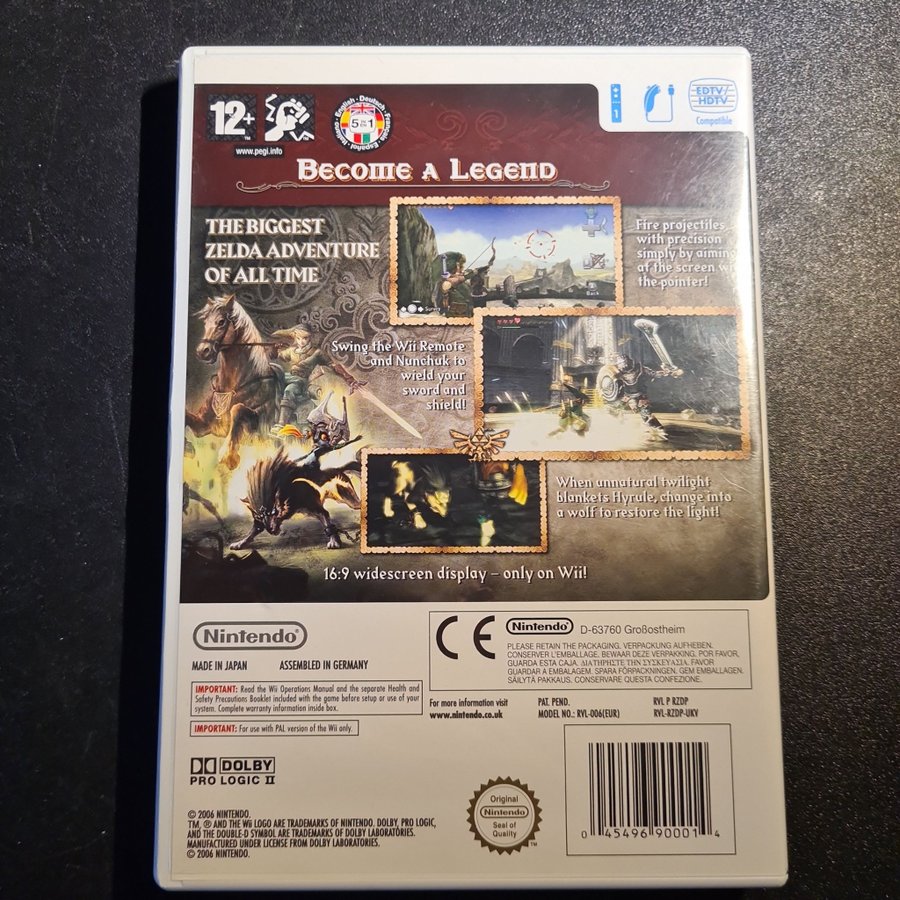 12+
www.pegi.info
English · Deutsch · Français · Español · Italiano
5 IN 1
1
EDTV/
HDTV
Compatible
BECOME A LEGEND
THE BIGGEST
ZELDA ADVENTURE
OF ALL TIME
Back
Fire projectiles
with precision
simply by aiming
at the screen
the pointer!
Swing the Wii Remote
and Nunchuk to
wield your
sword and
shield!
When unnatural twilight
blankets Hyrule, change into
a wolf to restore the light!
16:9 widescreen display – only on Wii!
Nintendo®
MADE IN JAPAN ASSEMBLED IN GERMANY
IMPORTANT: Read the Wii Operations Manual and the separate Health and
Safety Precautions Booklet included with the game before setup or use of your
system. Complete warranty information inside box.
IMPORTANT: For use with PAL version of the Wii only.
CE
Nintendo® D-63760 Großostheim
PLEASE RETAIN THE PACKAGING. VERPACKUNG AUFHEBEN.
CONSERVER L'EMBALLAGE. BEWAAR DEZE VERPAKKING. POR FAVOR,
GUARDA ESTA CAJA. ΔΙΑΤΗΡΗΣΤΕ ΤΗΝ ΣΥΣΚΕΥΑΣΙΑ. FAVOR
GUARDAR A EMBALAGEM. SPARA FÖRPACKNINGEN. GEM EMBALLAGEN.
SÄILYTÄ PAKKAUS. CONSERVARE QUESTA CONFEZIONE.
For more information visit
www.nintendo.co.uk
PAT. PEND. RVL P RZDP
MODEL NO.: RVL-006(EUR) RVL-RZDP-UKV
DOLBY
PRO LOGIC II
© 2006 NINTENDO.
TM, ® AND THE Wii LOGO ARE TRADEMARKS OF NINTENDO. DOLBY, PRO LOGIC,
AND THE DOUBLE-D SYMBOL ARE TRADEMARKS OF DOLBY LABORATORIES.
MANUFACTURED UNDER LICENSE FROM DOLBY LABORATORIES.
© 2006 NINTENDO.
Original
Nintendo
Seal of
Quality
TM
0 45496 90001 4